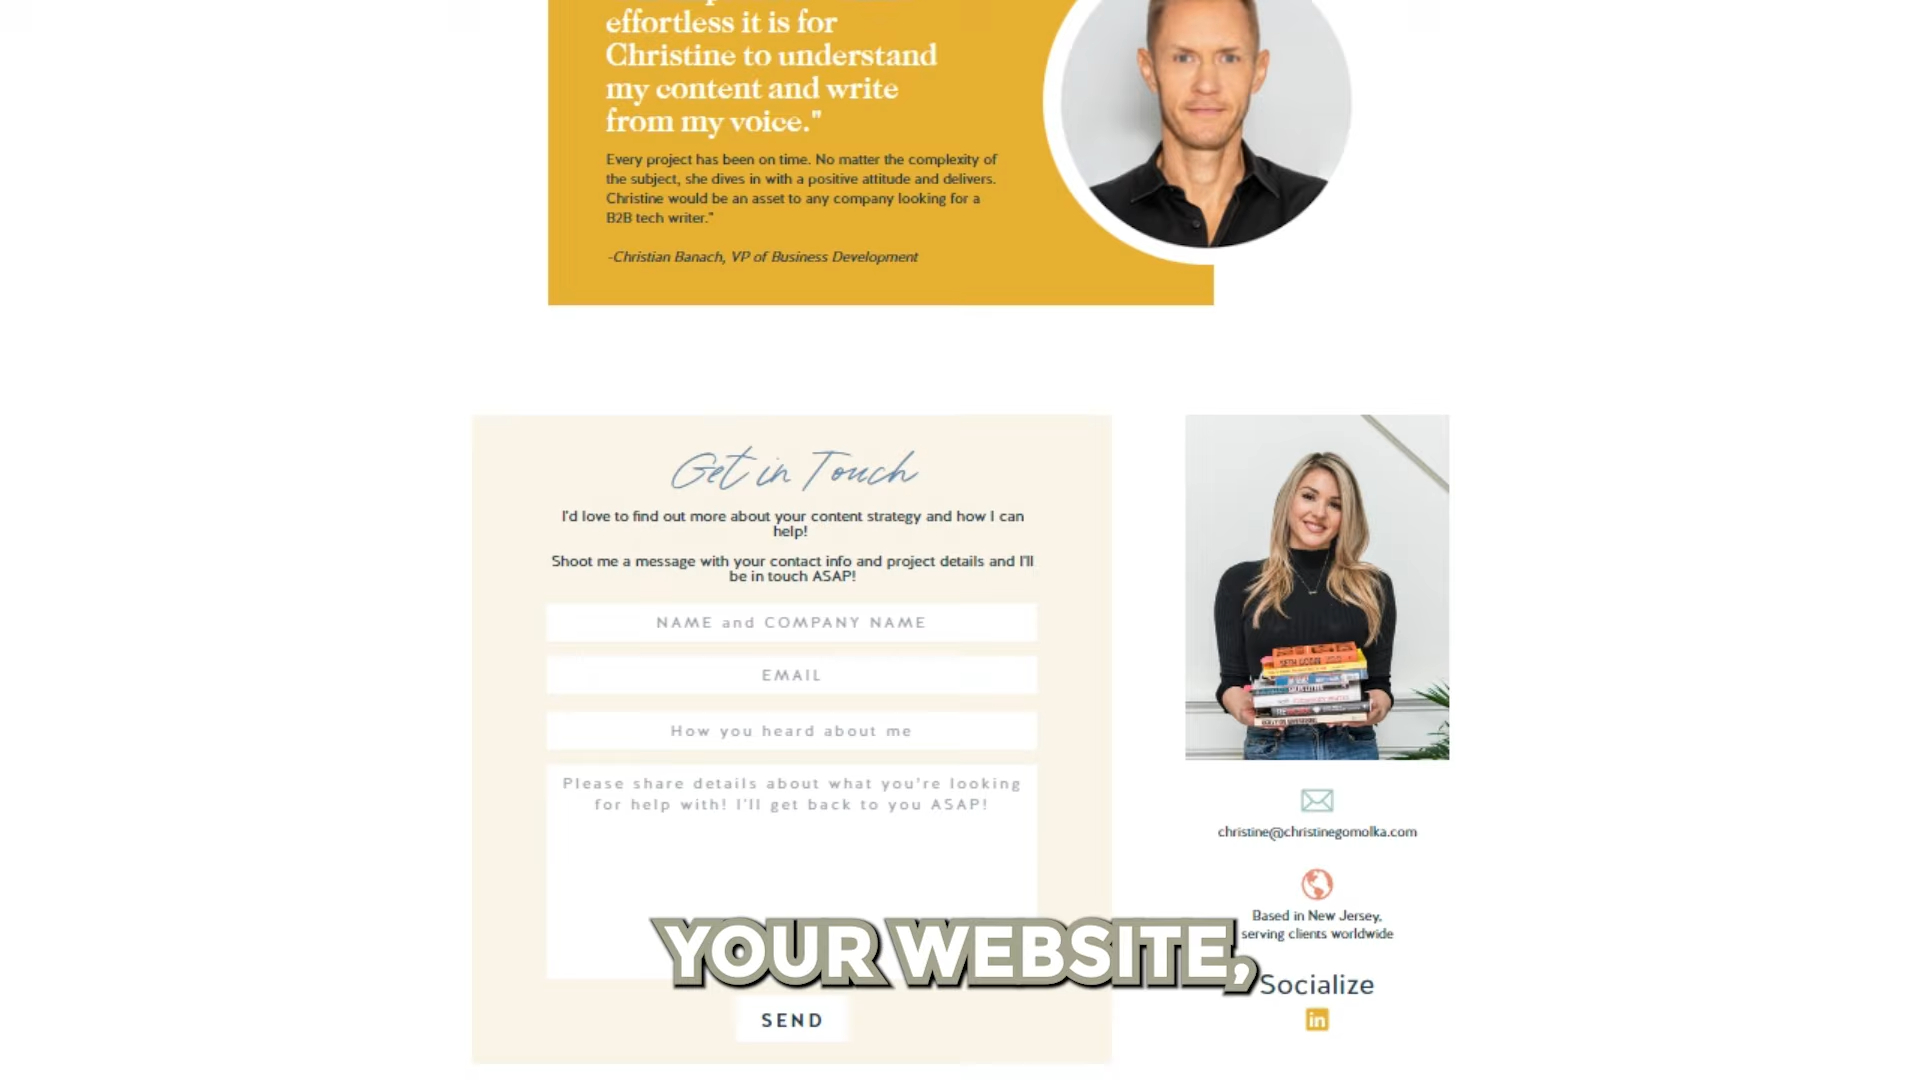 effortless it is for
Christine to understand
my content and write
from my voice."
Every project has been on time. No matter the complexity of
the subject, she dives in with a positive attitude and delivers.
Christine would be an asset to any company looking for a
B2B tech writer."
-Christian Banach, VP of Business Development
Get in Touch
I'd love to find out more about your content strategy and how I can
help!
Shoot me a message with your contact info and project details and I'll
be in touch ASAP!
NAME and COMPANY NAME
EMAIL
How you heard about me
Please share details about what you're looking
for help with! I'll get back to you ASAP!
SEND
SETH GODIN
christine@christinegomolka.com
Based in New Jersey,
serving clients worldwide
Socialize
in
YOUR WEBSITE,